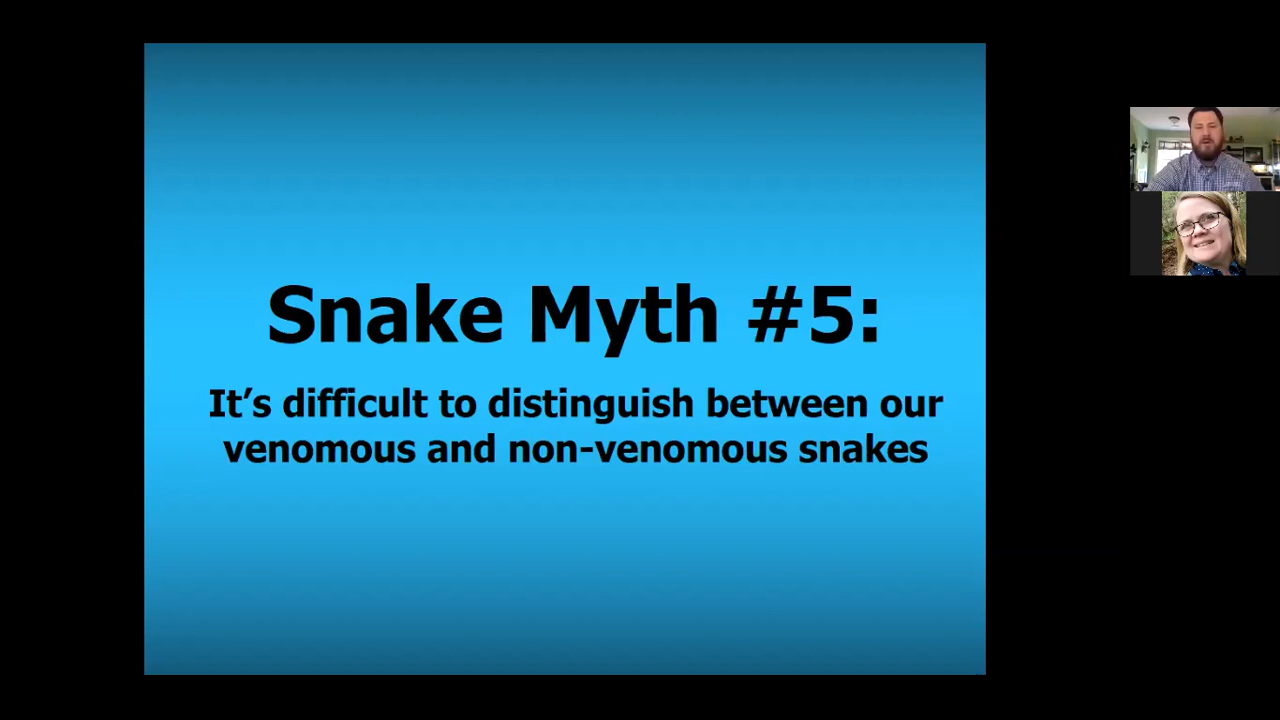 Snake Myth #5:
It’s difficult to distinguish between our
venomous and non-venomous snakes